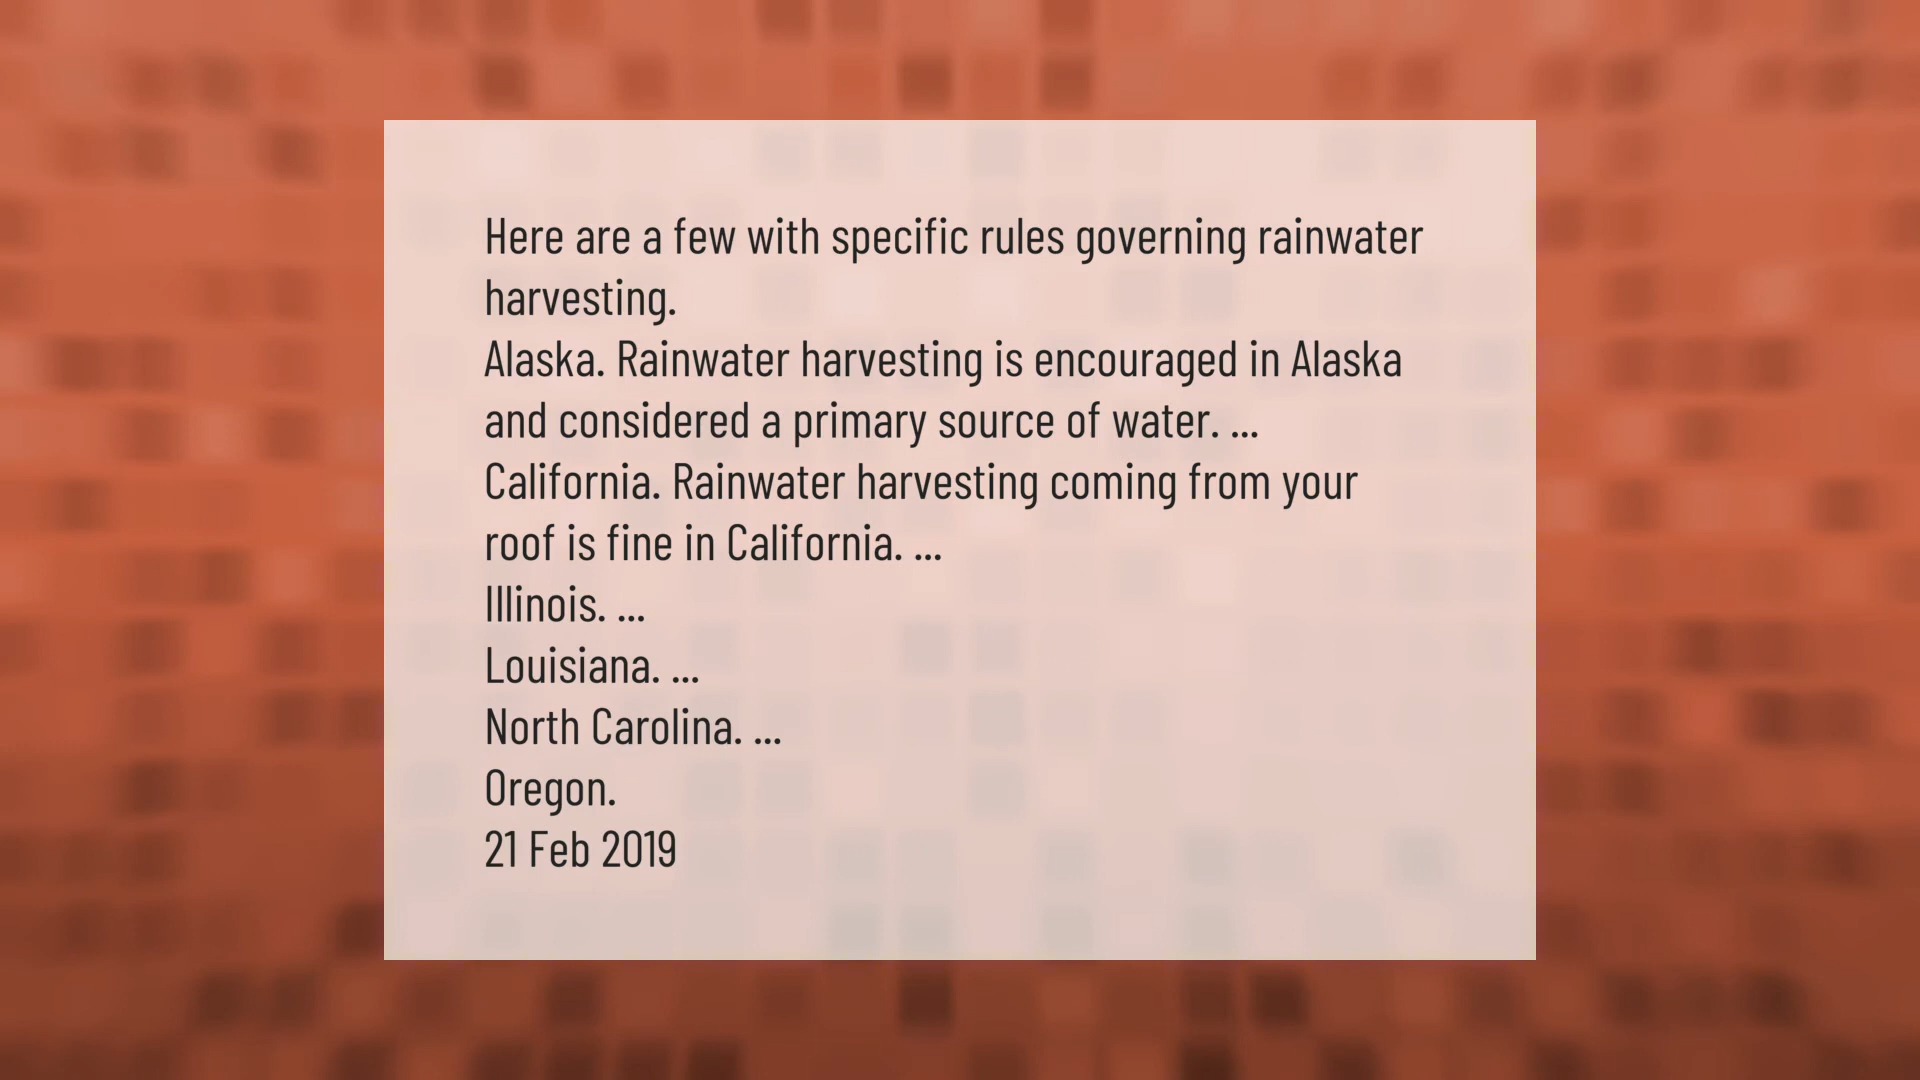 Here are a few with specific rules governing rainwater
harvesting.
Alaska. Rainwater harvesting is encouraged in Alaska
and considered a primary source of water. ...
California. Rainwater harvesting coming from your
roof is fine in California. ...
Illinois. ...
Louisiana. ...
North Carolina. ...
Oregon.
21 Feb 2019